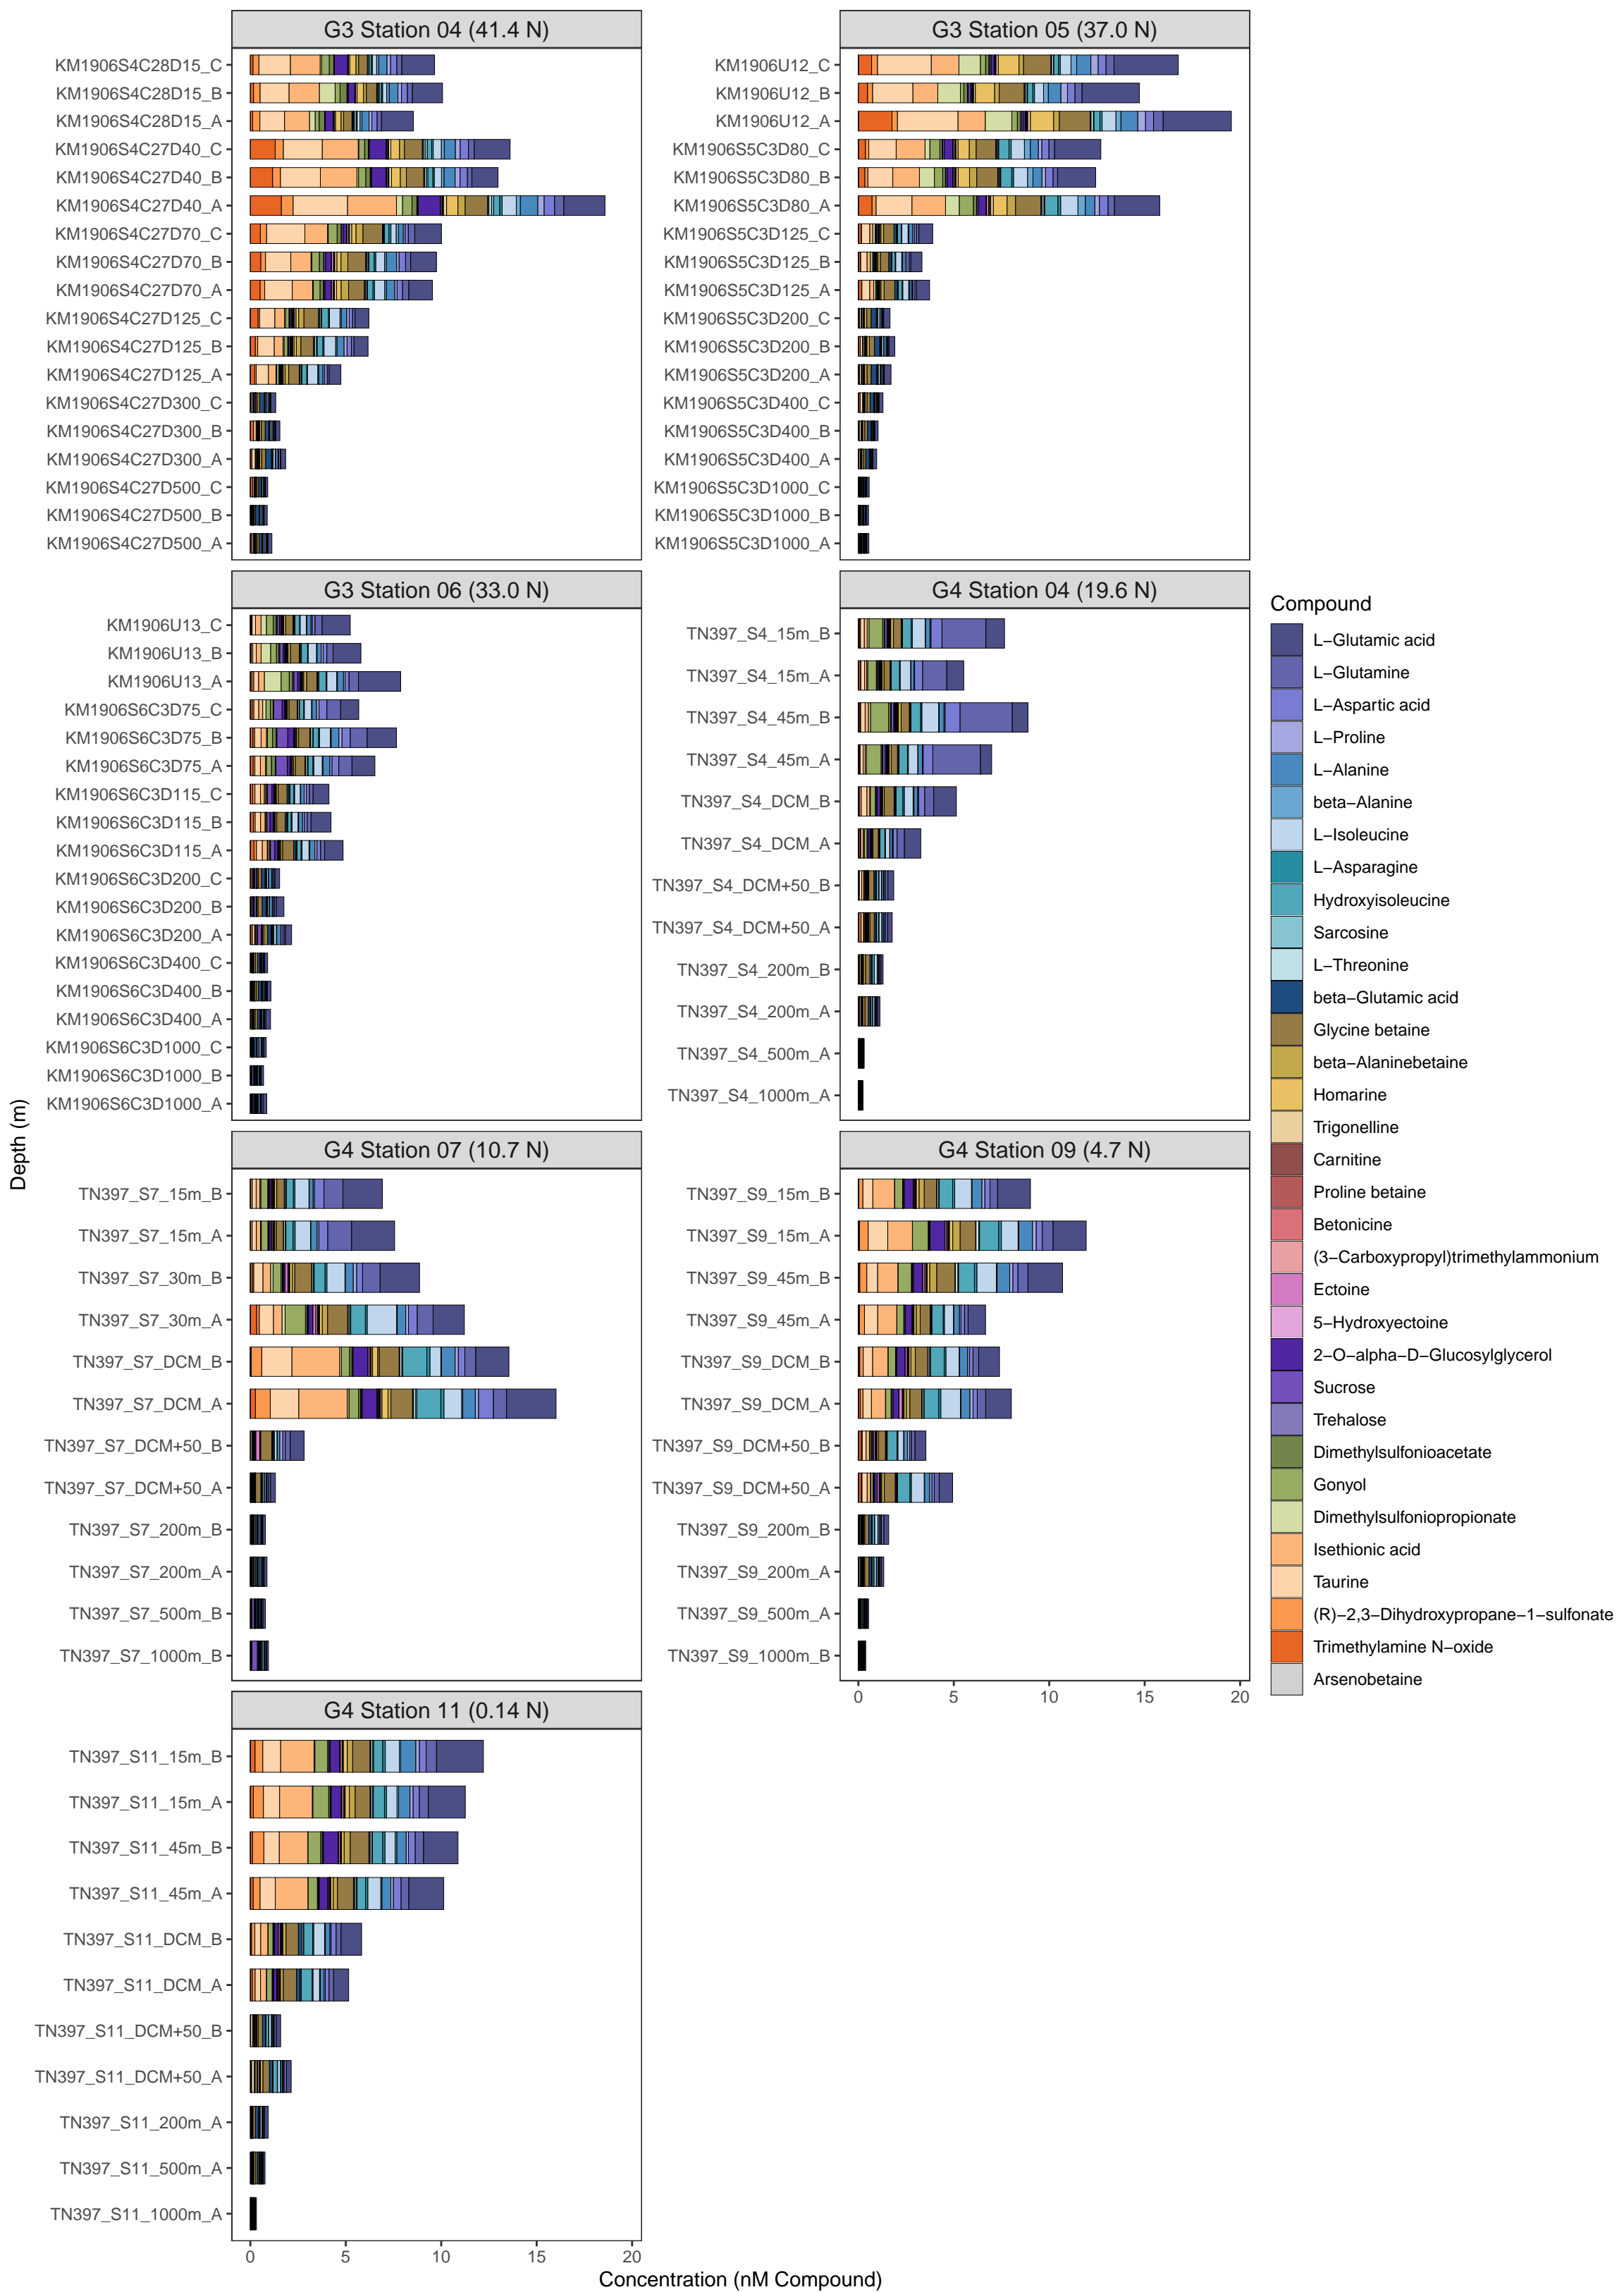 G3 Station 04 (41.4 N)
KM1906S4C28D15_C
KM1906S4C28D15_B
KM1906S4C28D15_A
KM1906S4C27D40_C
KM1906S4C27D40_B
KM1906S4C27D40_A
KM1906S4C27D70_C
KM1906S4C27D70_B
KM1906S4C27D70_A
KM1906S4C27D125_C
KM1906S4C27D125_B
KM1906S4C27D125_A
KM1906S4C27D300_C
KM1906S4C27D300_B
KM1906S4C27D300_A
KM1906S4C27D500_C
KM1906S4C27D500_B
KM1906S4C27D500_A
G3 Station 05 (37.0 N)
KM1906U12_C
KM1906U12_B
KM1906U12_A
KM1906S5C3D80_C
KM1906S5C3D80_B
KM1906S5C3D80_A
KM1906S5C3D125_C
KM1906S5C3D125_B
KM1906S5C3D125_A
KM1906S5C3D200_C
KM1906S5C3D200_B
KM1906S5C3D200_A
KM1906S5C3D400_C
KM1906S5C3D400_B
KM1906S5C3D400_A
KM1906S5C3D1000_C
KM1906S5C3D1000_B
KM1906S5C3D1000_A
G3 Station 06 (33.0 N)
KM1906U13_C
KM1906U13_B
KM1906U13_A
KM1906S6C3D75_C
KM1906S6C3D75_B
KM1906S6C3D75_A
KM1906S6C3D115_C
KM1906S6C3D115_B
KM1906S6C3D115_A
KM1906S6C3D200_C
KM1906S6C3D200_B
KM1906S6C3D200_A
KM1906S6C3D400_C
KM1906S6C3D400_B
KM1906S6C3D400_A
KM1906S6C3D1000_C
KM1906S6C3D1000_B
KM1906S6C3D1000_A
G4 Station 04 (19.6 N)
TN397_S4_15m_B
TN397_S4_15m_A
TN397_S4_45m_B
TN397_S4_45m_A
TN397_S4_DCM_B
TN397_S4_DCM_A
TN397_S4_DCM+50_B
TN397_S4_DCM+50_A
TN397_S4_200m_B
TN397_S4_200m_A
TN397_S4_500m_A
TN397_S4_1000m_A
G4 Station 07 (10.7 N)
TN397_S7_15m_B
TN397_S7_15m_A
TN397_S7_30m_B
TN397_S7_30m_A
TN397_S7_DCM_B
TN397_S7_DCM_A
TN397_S7_DCM+50_B
TN397_S7_DCM+50_A
TN397_S7_200m_B
TN397_S7_200m_A
TN397_S7_500m_B
TN397_S7_1000m_B
G4 Station 09 (4.7 N)
TN397_S9_15m_B
TN397_S9_15m_A
TN397_S9_45m_B
TN397_S9_45m_A
TN397_S9_DCM_B
TN397_S9_DCM_A
TN397_S9_DCM+50_B
TN397_S9_DCM+50_A
TN397_S9_200m_B
TN397_S9_200m_A
TN397_S9_500m_A
TN397_S9_1000m_B
0 5 10 15 20
G4 Station 11 (0.14 N)
TN397_S11_15m_B
TN397_S11_15m_A
TN397_S11_45m_B
TN397_S11_45m_A
TN397_S11_DCM_B
TN397_S11_DCM_A
TN397_S11_DCM+50_B
TN397_S11_DCM+50_A
TN397_S11_200m_A
TN397_S11_500m_A
TN397_S11_1000m_A
0 5 10 15 20
Concentration (nM Compound)
Depth (m)
Compound
L−Glutamic acid
L−Glutamine
L−Aspartic acid
L−Proline
L−Alanine
beta−Alanine
L−Isoleucine
L−Asparagine
Hydroxyisoleucine
Sarcosine
L−Threonine
beta−Glutamic acid
Glycine betaine
beta−Alaninebetaine
Homarine
Trigonelline
Carnitine
Proline betaine
Betonicine
(3−Carboxypropyl)trimethylammonium
Ectoine
5−Hydroxyectoine
2−O−alpha−D−Glucosylglycerol
Sucrose
Trehalose
Dimethylsulfonioacetate
Gonyol
Dimethylsulfoniopropionate
Isethionic acid
Taurine
(R)−2,3−Dihydroxypropane−1−sulfonate
Trimethylamine N−oxide
Arsenobetaine